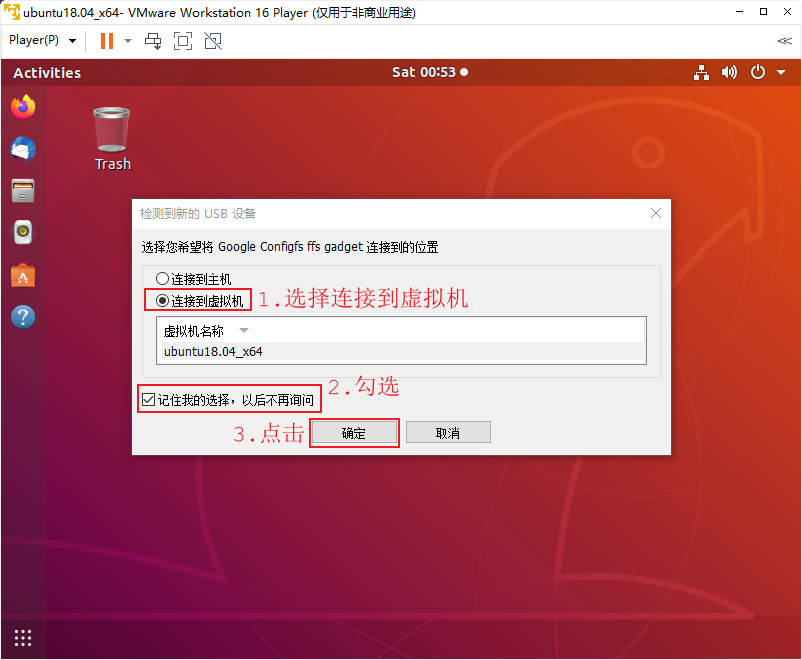 ubuntu18.04_x64- VMware Workstation 16 Player (仅用于非商业用途)
Player(P)
Activities
Sat 00:53
Trash
检测到新的 USB 设备
选择您希望将 Google Configfs ffs gadget 连接到的位置
连接到主机
连接到虚拟机 1.选择连接到虚拟机
虚拟机名称
ubuntu18.04_x64
2.勾选
记住我的选择，以后不再询问
3.点击 确定 取消